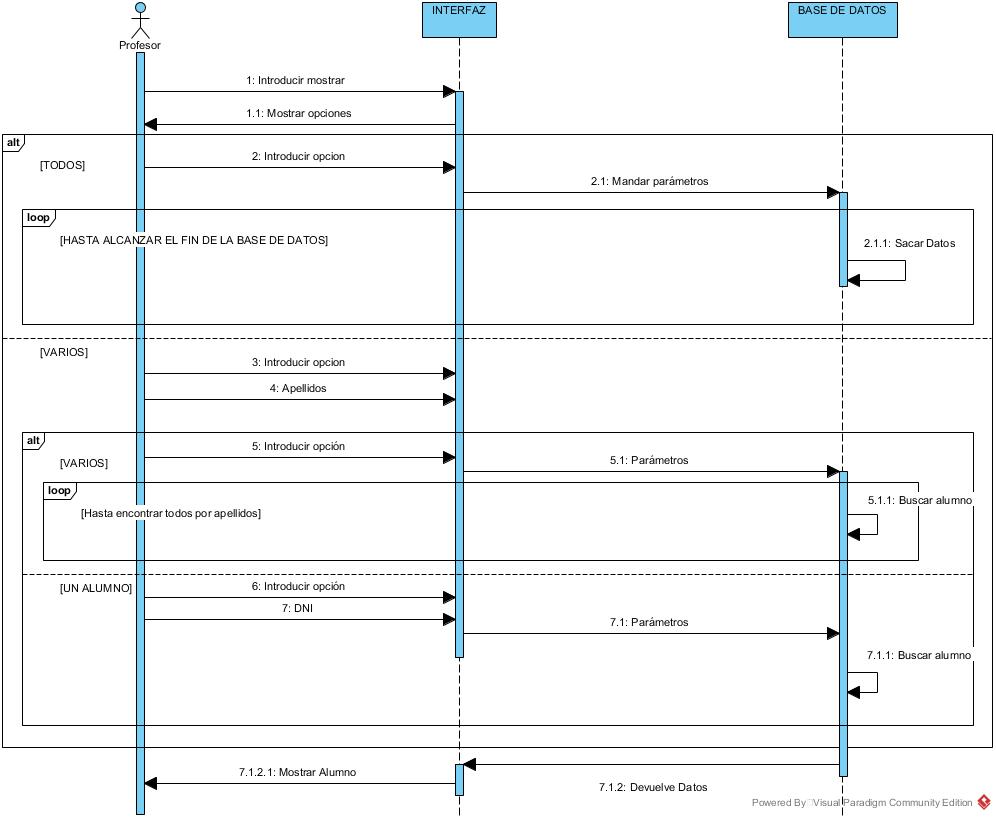 INTERFAZ
BASE DE DATOS
Profesor
1: Introducir mostrar
1.1: Mostrar opciones
alt
[TODOS]
2: Introducir opcion
2.1: Mandar parámetros
loop
[HASTA ALCANZAR EL FIN DE LA BASE DE DATOS]
2.1.1: Sacar Datos
[VARIOS]
3: Introducir opcion
4: Apellidos
alt
5: Introducir opción
[VARIOS]
5.1: Parámetros
loop
5.1.1: Buscar alumno
[Hasta encontrar todos por apellidos]
[UN ALUMNO]
6: Introducir opción
7: DNI
7.1: Parámetros
7.1.1: Buscar alumno
7.1.2.1: Mostrar Alumno
7.1.2: Devuelve Datos
Powered By Visual Paradigm Community Edition